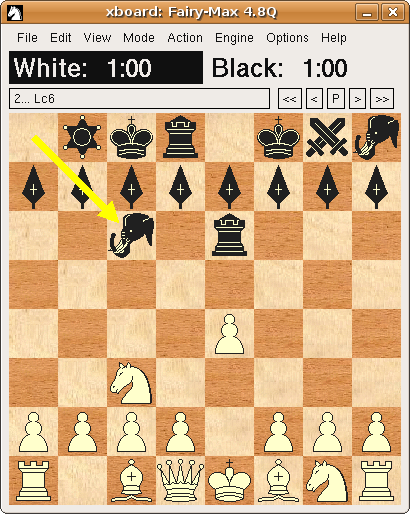 xboard: Fairy-Max 4.8Q
File Edit View Mode Action Engine Options Help
White: 1:00 Black: 1:00
2... Lc6 << < P > >>